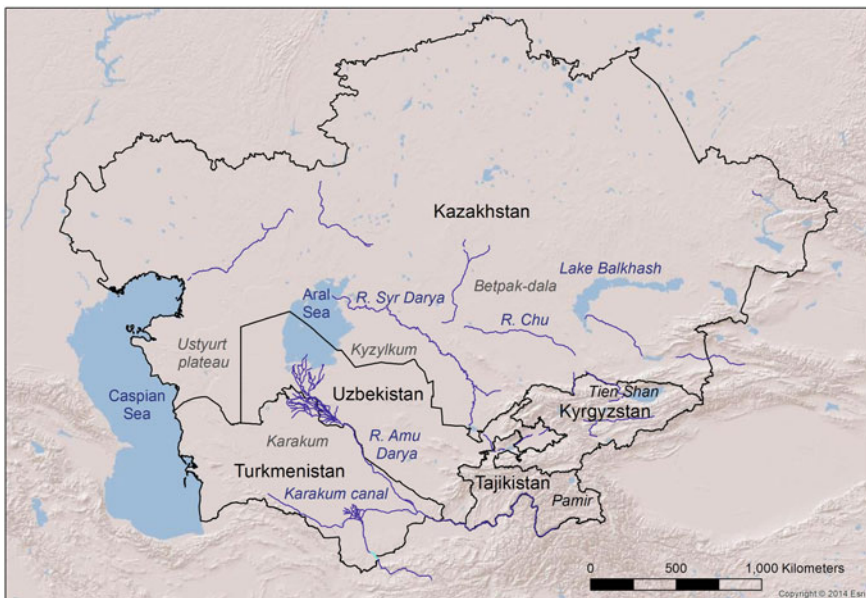 Kazakhstan
Lake Balkhash
Betpak-dala
Aral
Sea
R. Syr Darya
R. Chu
Ustyurt
plateau
Kyzylkum
Caspian
Sea
Uzbekistan
Tien Shan
Kyrgyzstan
Karakum
R. Amu
Darya
Turkmenistan
Tajikistan
Karakum canal
Pamir
0 500 1,000 Kilometers
Copyright © 2014 Esri